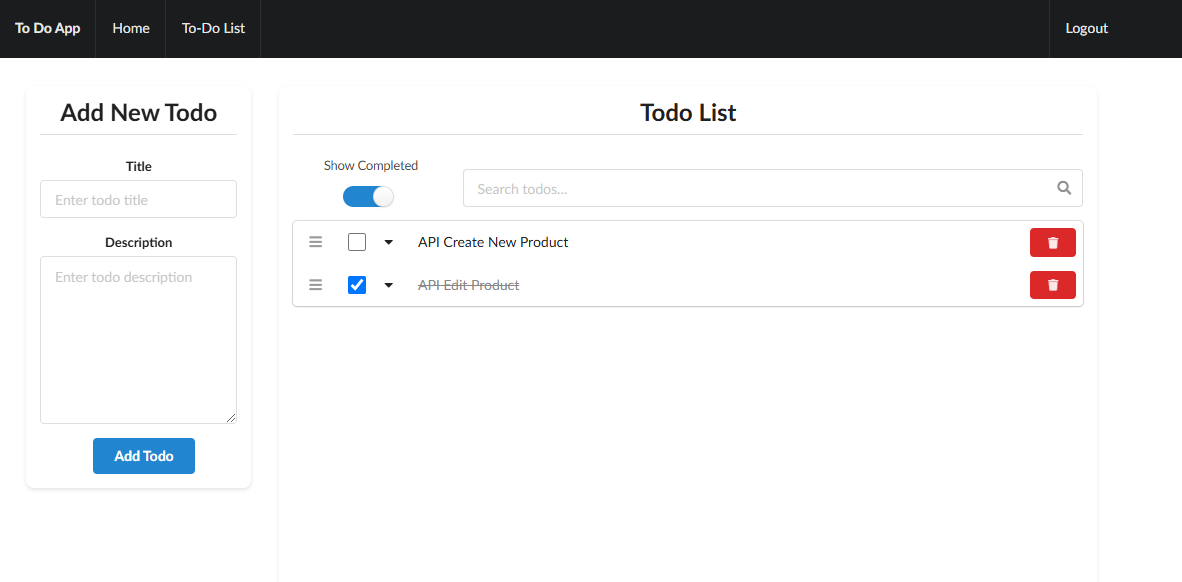 To Do App
Home
To-Do List
Logout
Add New Todo
Title
Enter todo title
Description
Enter todo description
Add Todo
Todo List
Show Completed
Search todos...
API Create New Product
API Edit Product